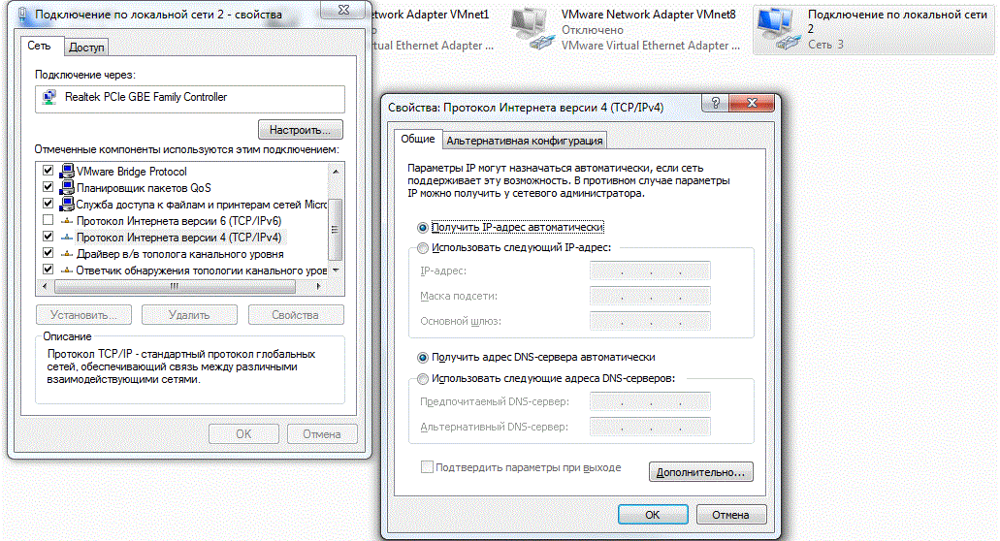 Подключение по локальной сети 2 - свойства
Сеть
Доступ
Подключение через:
Realtek PCIe GBE Family Controller
Настроить...
Отмеченные компоненты используются этим подключением:
VMware Bridge Protocol
Планировщик пакетов QoS
Служба доступа к файлам и принтерам сетей Micro
Протокол Интернета версии 6 (TCP/IPv6)
Протокол Интернета версии 4 (TCP/IPv4)
Драйвер в/в тополога канального уровня
Ответчик обнаружения топологии канального уров
Установить...
Удалить
Свойства
Описание
Протокол TCP/IP - стандартный протокол глобальных
сетей, обеспечивающий связь между различными
взаимодействующими сетями.
ОК
Отмена
etwork Adapter VMnet1
о
rtual Ethernet Adapter ...
VMware Network Adapter VMnet8
Отключено
VMware Virtual Ethernet Adapter ...
Подключение по локальной сети
2
Сеть 3
Свойства: Протокол Интернета версии 4 (TCP/IPv4)
Общие
Альтернативная конфигурация
Параметры IP могут назначаться автоматически, если сеть
поддерживает эту возможность. В противном случае параметры
IP можно получить у сетевого администратора.
Получить IP-адрес автоматически
Использовать следующий IP-адрес:
IP-адрес:
Маска подсети:
Основной шлюз:
Получить адрес DNS-сервера автоматически
Использовать следующие адреса DNS-серверов:
Предпочитаемый DNS-сервер:
Альтернативный DNS-сервер:
Подтвердить параметры при выходе
Дополнительно...
ОК
Отмена